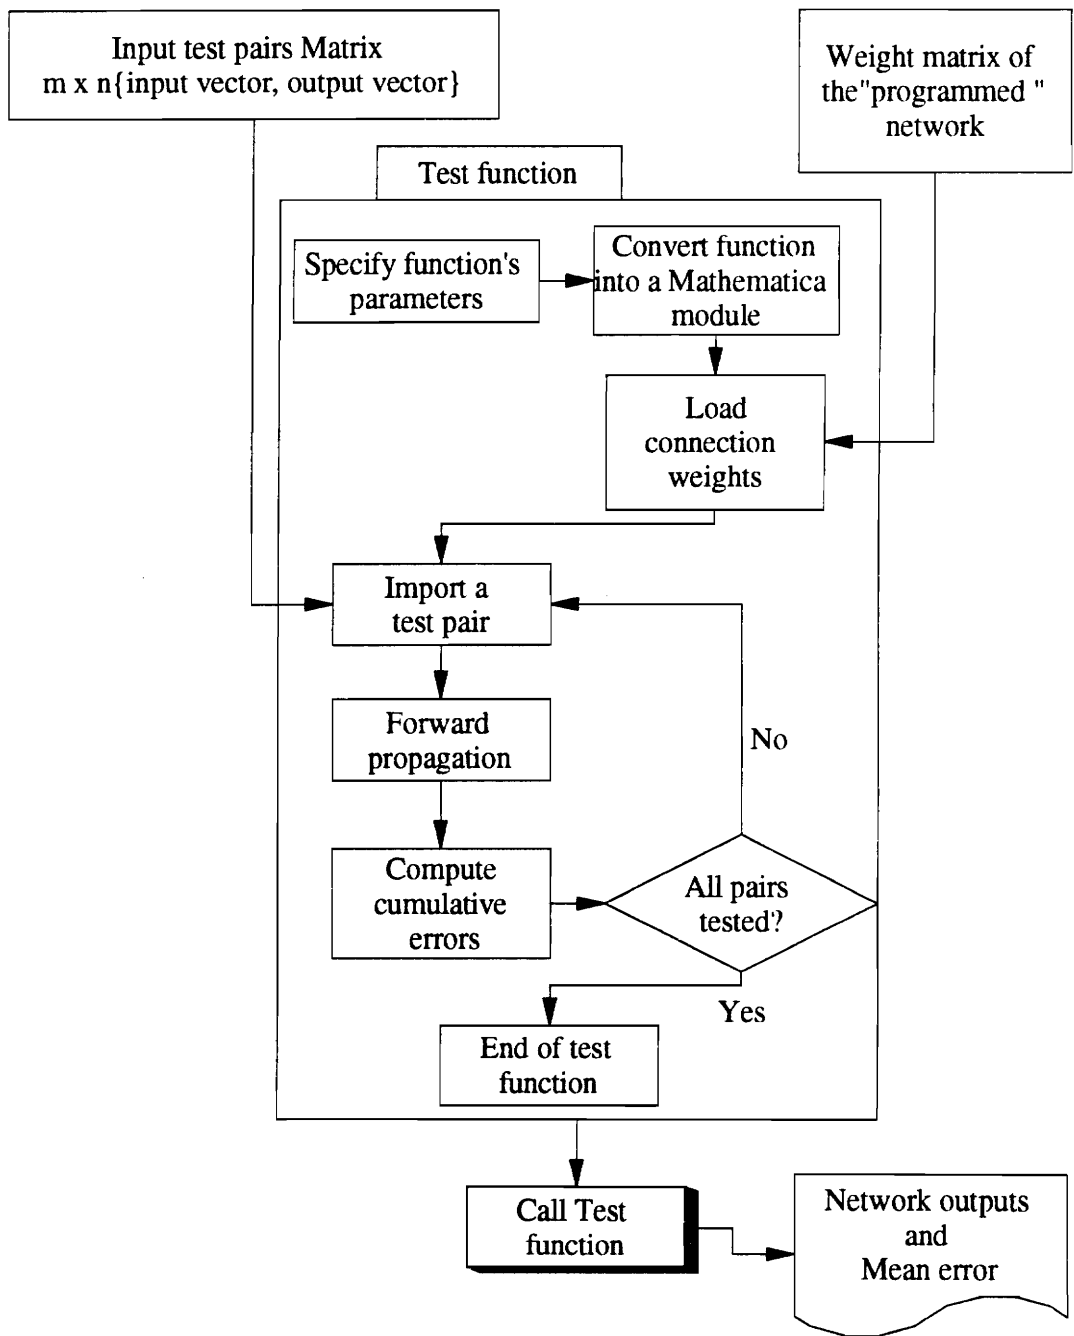 Input test pairs Matrix
m x n{input vector, output vector}
Weight matrix of
the"programmed "
network
Test function
Specify function's
parameters
Convert function
into a Mathematica
module
Load
connection
weights
Import a
test pair
Forward
propagation
No
Compute
cumulative
errors
All pairs
tested?
Yes
End of test
function
Call Test
function
Network outputs
and
Mean error